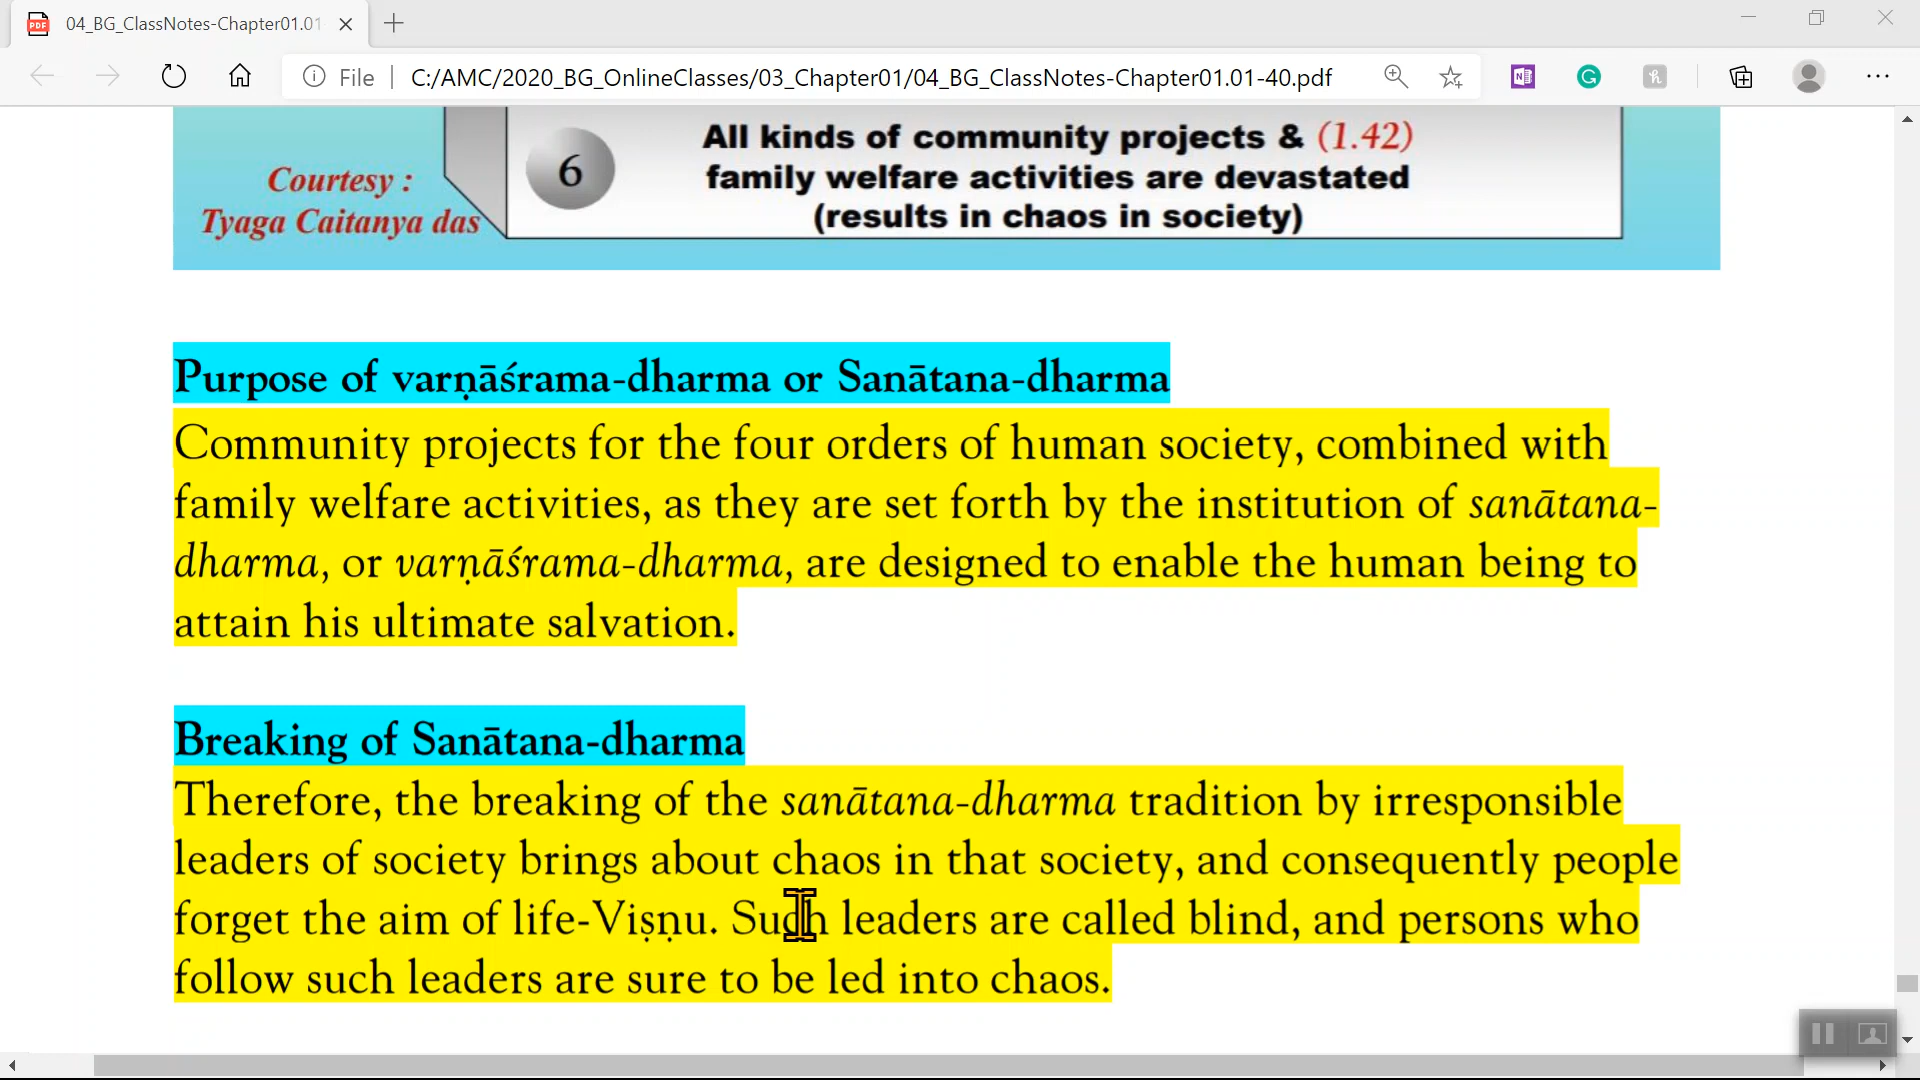 04_BG_ClassNotes-Chapter01.01
File
C:/AMC/2020_BG_OnlineClasses/03_Chapter01/04_BG_ClassNotes-Chapter01.01-40.pdf
Courtesy :
Tyaga Caitanya das
6
All kinds of community projects & (1.42)
family welfare activities are devastated
(results in chaos in society)
Purpose of varṇāśrama-dharma or Sanātana-dharma
Community projects for the four orders of human society, combined with
family welfare activities, as they are set forth by the institution of sanātana-
dharma, or varṇāśrama-dharma, are designed to enable the human being to
attain his ultimate salvation.
Breaking of Sanātana-dharma
Therefore, the breaking of the sanātana-dharma tradition by irresponsible
leaders of society brings about chaos in that society, and consequently people
forget the aim of life-Viṣṇu. Such leaders are called blind, and persons who
follow such leaders are sure to be led into chaos.